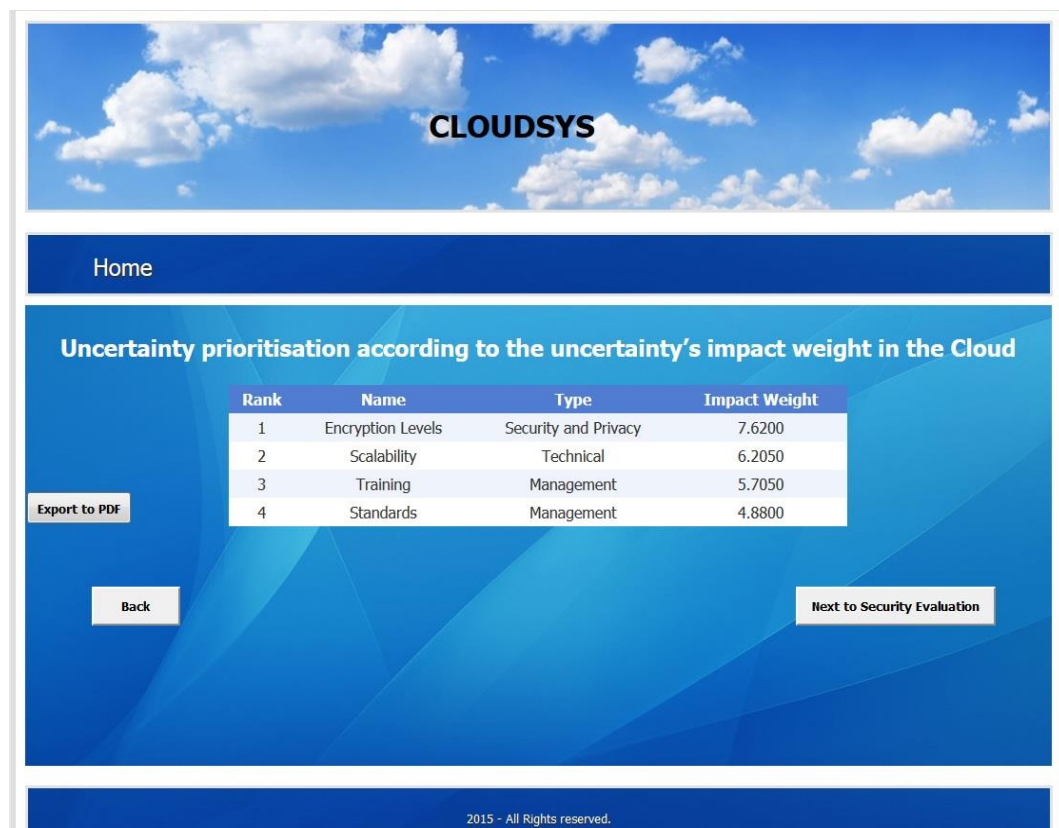 CLOUDSYS
Home
Uncertainty prioritisation according to the uncertainty’s impact weight in the Cloud
Rank Name Type Impact Weight
1 Encryption Levels Security and Privacy 7.6200
2 Scalability Technical 6.2050
3 Training Management 5.7050
4 Standards Management 4.8800
Export to PDF
Back Next to Security Evaluation
2015 - All Rights reserved.